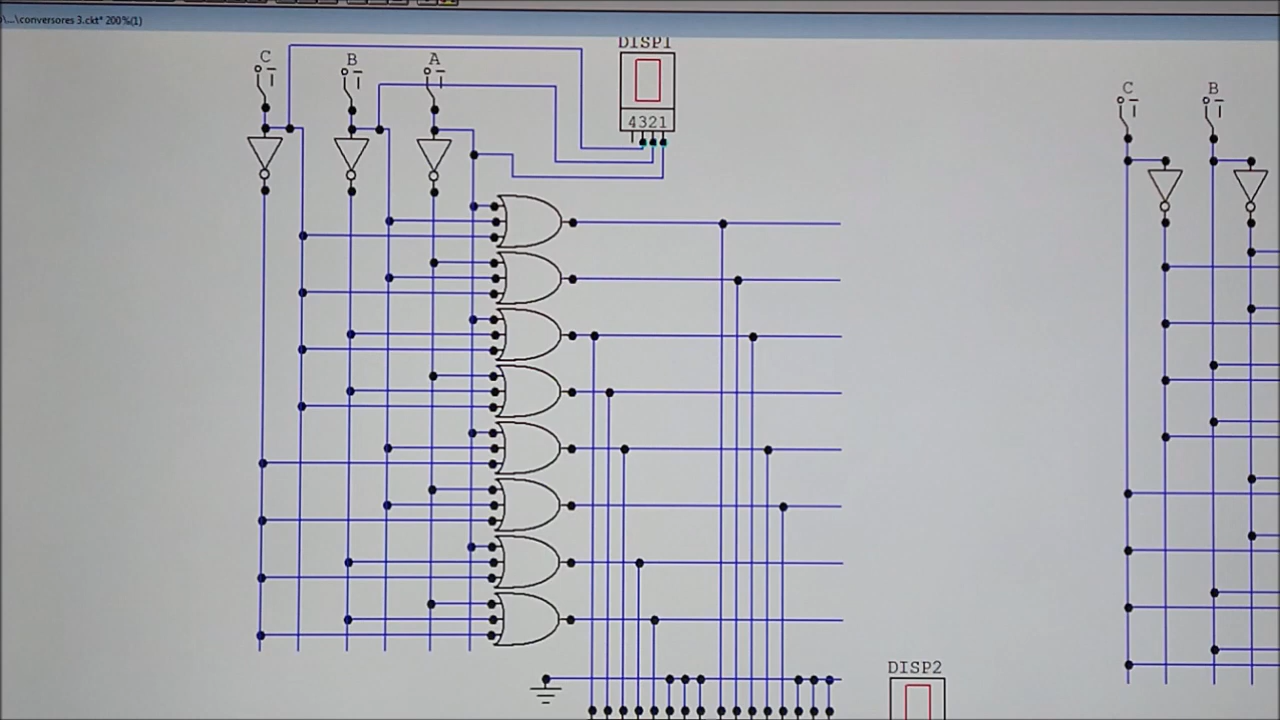 \...\conversores 3.ckt* 200%(1)
C B A
DISP1
4321
C B
DISP2